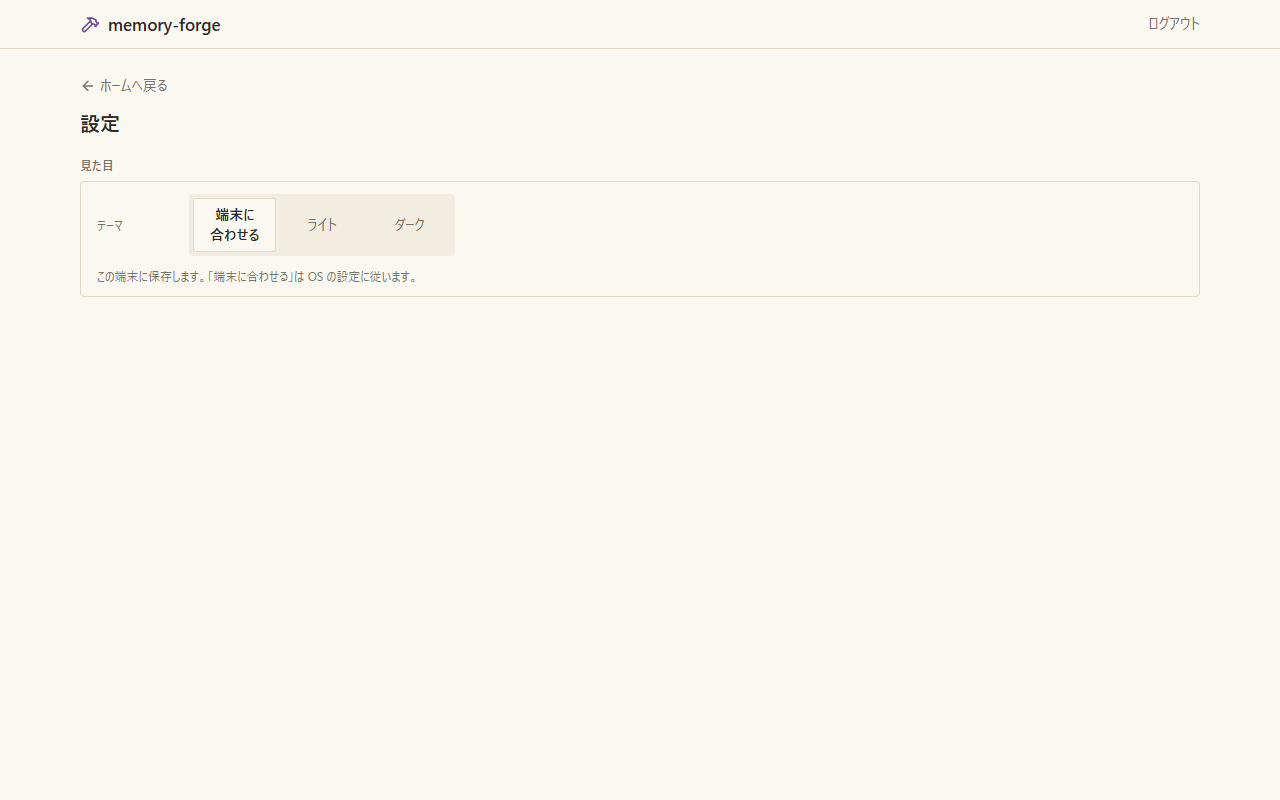 memory-forge
ログアウト
← ホームへ戻る
設定
見た目
テーマ
端末に
合わせる
ライト
ダーク
この端末に保存します。「端末に合わせる」は OS の設定に従います。